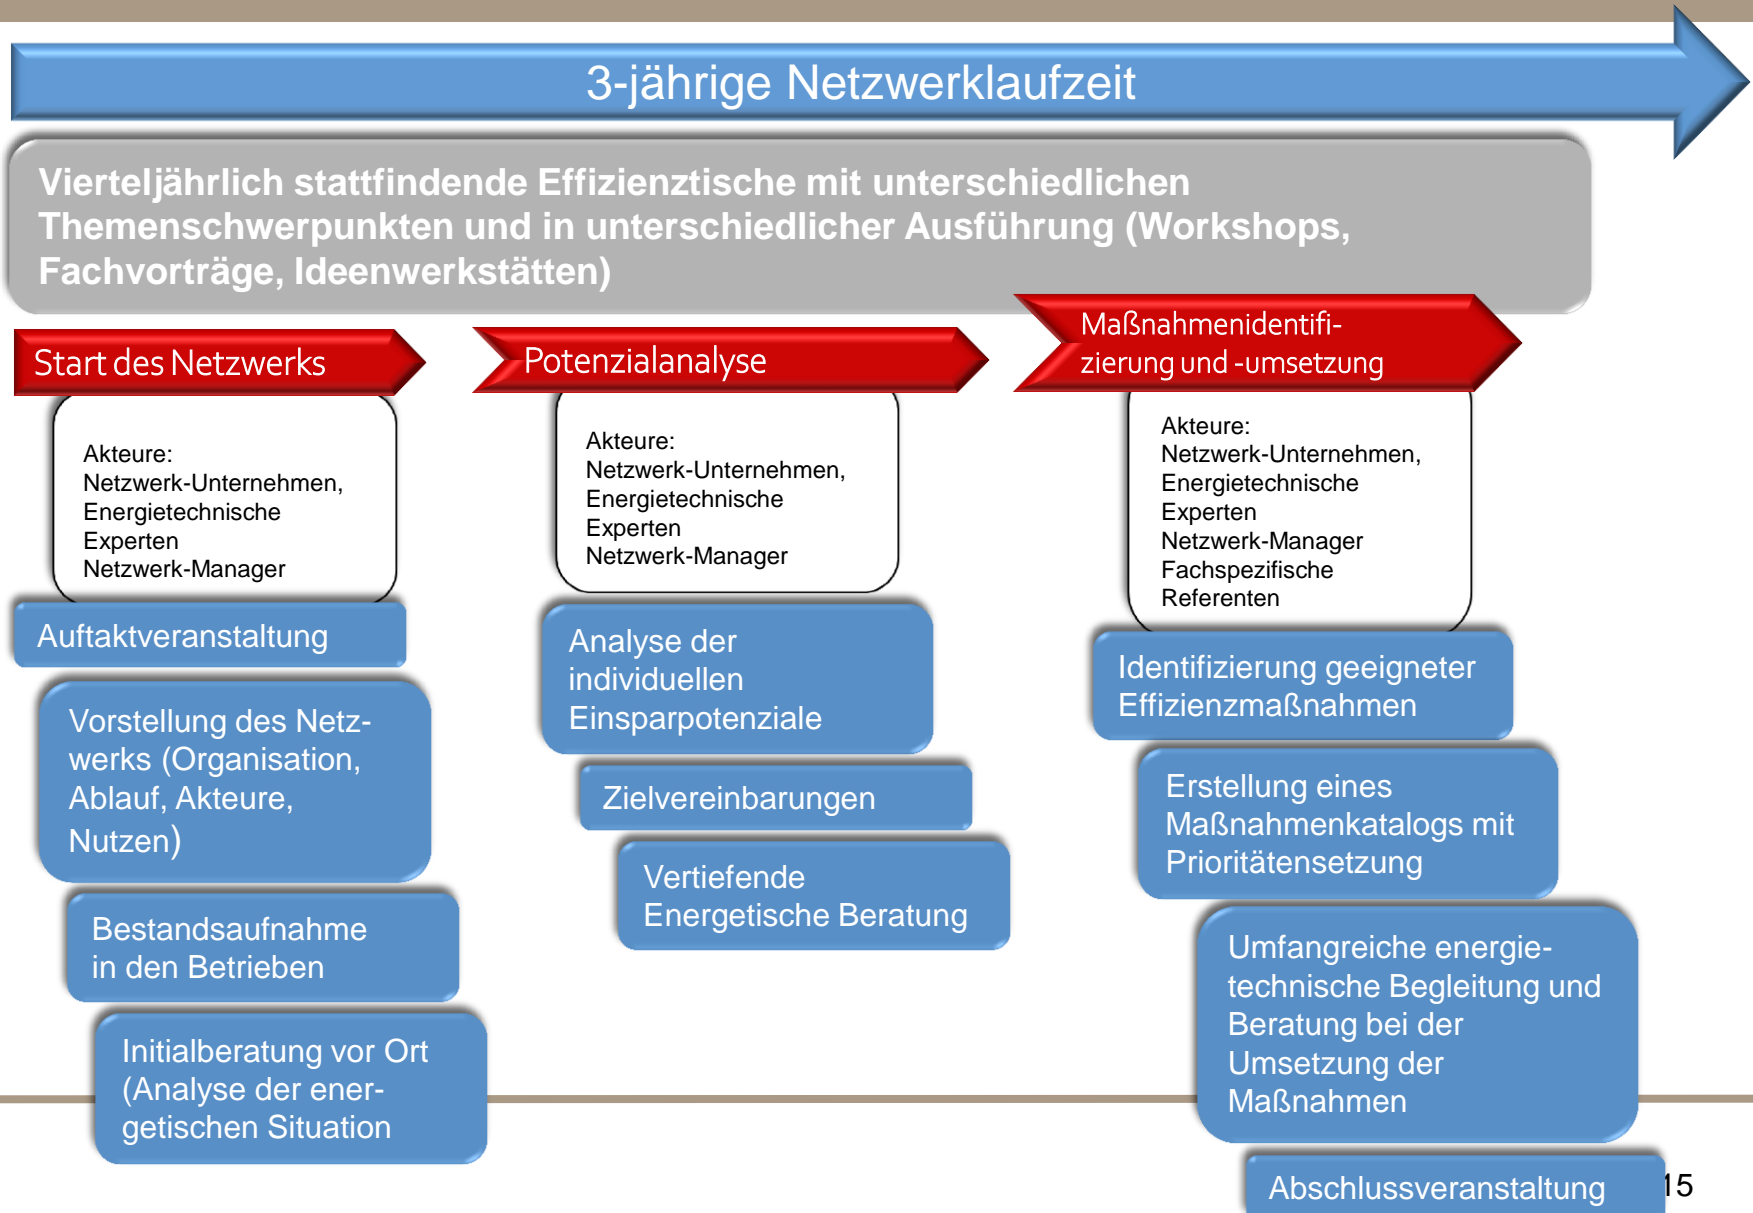 3-jährige Netzwerklaufzeit
Vierteljährlich stattfindende Effizienztische mit unterschiedlichen
Themenschwerpunkten und in unterschiedlicher Ausführung (Workshops,
Fachvorträge, Ideenwerkstätten)
Start des Netzwerks
Akteure:
Netzwerk-Unternehmen,
Energietechnische
Experten
Netzwerk-Manager
Auftaktveranstaltung
Vorstellung des Netz-
werks (Organisation,
Ablauf, Akteure,
Nutzen)
Bestandsaufnahme
in den Betrieben
Initialberatung vor Ort
(Analyse der ener-
getischen Situation
Potenzialanalyse
Akteure:
Netzwerk-Unternehmen,
Energietechnische
Experten
Netzwerk-Manager
Analyse der
individuellen
Einsparpotenziale
Zielvereinbarungen
Vertiefende
Energetische Beratung
Maßnahmenidentifi-
zierung und -umsetzung
Akteure:
Netzwerk-Unternehmen,
Energietechnische
Experten
Netzwerk-Manager
Fachspezifische
Referenten
Identifizierung geeigneter
Effizienzmaßnahmen
Erstellung eines
Maßnahmenkatalogs mit
Prioritätensetzung
Umfangreiche energie-
technische Begleitung und
Beratung bei der
Umsetzung der
Maßnahmen
Abschlussveranstaltung
15